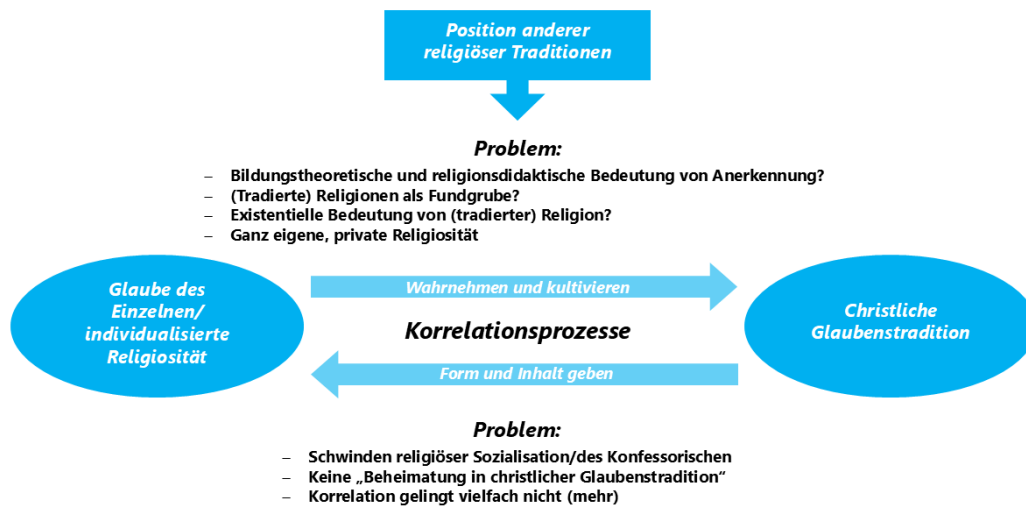 Position anderer
religiöser Traditionen
Problem:
– Bildungstheoretische und religionsdidaktische Bedeutung von Anerkennung?
– (Tradierte) Religionen als Fundgrube?
– Existentielle Bedeutung von (tradierter) Religion?
– Ganz eigene, private Religiosität
Glaube des
Einzelnen/
individualisierte
Religiosität
Wahrnehmen und kultivieren
Korrelationsprozesse
Form und Inhalt geben
Christliche
Glaubenstradition
Problem:
– Schwinden religiöser Sozialisation/des Konfessorischen
– Keine „Beheimatung in christlicher Glaubenstradition“
– Korrelation gelingt vielfach nicht (mehr)